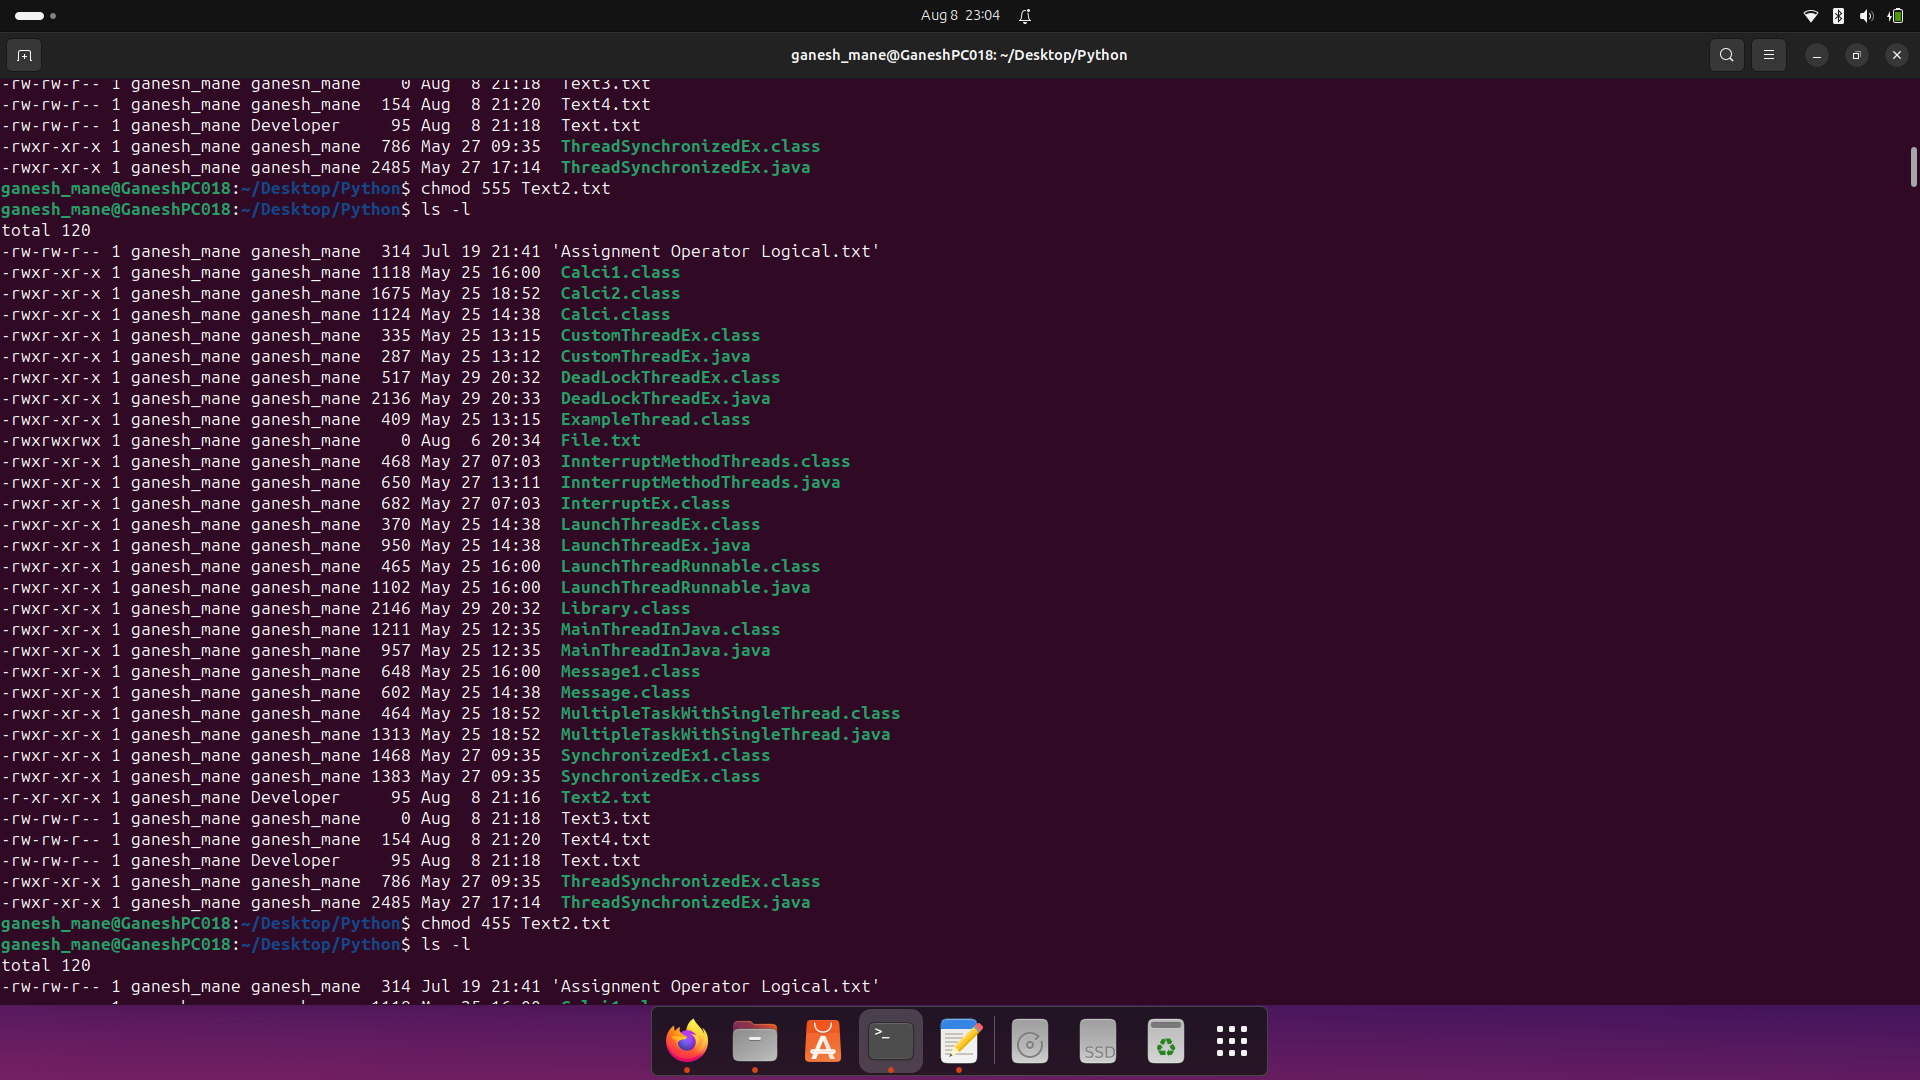 Aug 8 23:04
ganesh_mane@GaneshPC018: ~/Desktop/Python
-rw-rw-r-- 1 ganesh_mane ganesh_mane    0 Aug  8 21:18  Text3.txt
-rw-rw-r-- 1 ganesh_mane ganesh_mane  154 Aug  8 21:20  Text4.txt
-rw-rw-r-- 1 ganesh_mane Developer     95 Aug  8 21:18  Text.txt
-rwxr-xr-x 1 ganesh_mane ganesh_mane  786 May 27 09:35  ThreadSynchronizedEx.class
-rwxr-xr-x 1 ganesh_mane ganesh_mane 2485 May 27 17:14  ThreadSynchronizedEx.java
ganesh_mane@GaneshPC018:~/Desktop/Python$ chmod 555 Text2.txt
ganesh_mane@GaneshPC018:~/Desktop/Python$ ls -l
total 120
-rw-rw-r-- 1 ganesh_mane ganesh_mane  314 Jul 19 21:41 'Assignment Operator Logical.txt'
-rwxr-xr-x 1 ganesh_mane ganesh_mane 1118 May 25 16:00  Calci1.class
-rwxr-xr-x 1 ganesh_mane ganesh_mane 1675 May 25 18:52  Calci2.class
-rwxr-xr-x 1 ganesh_mane ganesh_mane 1124 May 25 14:38  Calci.class
-rwxr-xr-x 1 ganesh_mane ganesh_mane  335 May 25 13:15  CustomThreadEx.class
-rwxr-xr-x 1 ganesh_mane ganesh_mane  287 May 25 13:12  CustomThreadEx.java
-rwxr-xr-x 1 ganesh_mane ganesh_mane  517 May 29 20:32  DeadLockThreadEx.class
-rwxr-xr-x 1 ganesh_mane ganesh_mane 2136 May 29 20:33  DeadLockThreadEx.java
-rwxr-xr-x 1 ganesh_mane ganesh_mane  409 May 25 13:15  ExampleThread.class
-rwxrwxrwx 1 ganesh_mane ganesh_mane    0 Aug  6 20:34  File.txt
-rwxr-xr-x 1 ganesh_mane ganesh_mane  468 May 27 07:03  InnterruptMethodThreads.class
-rwxr-xr-x 1 ganesh_mane ganesh_mane  650 May 27 13:11  InnterruptMethodThreads.java
-rwxr-xr-x 1 ganesh_mane ganesh_mane  682 May 27 07:03  InterruptEx.class
-rwxr-xr-x 1 ganesh_mane ganesh_mane  370 May 25 14:38  LaunchThreadEx.class
-rwxr-xr-x 1 ganesh_mane ganesh_mane  950 May 25 14:38  LaunchThreadEx.java
-rwxr-xr-x 1 ganesh_mane ganesh_mane  465 May 25 16:00  LaunchThreadRunnable.class
-rwxr-xr-x 1 ganesh_mane ganesh_mane 1102 May 25 16:00  LaunchThreadRunnable.java
-rwxr-xr-x 1 ganesh_mane ganesh_mane 2146 May 29 20:32  Library.class
-rwxr-xr-x 1 ganesh_mane ganesh_mane 1211 May 25 12:35  MainThreadInJava.class
-rwxr-xr-x 1 ganesh_mane ganesh_mane  957 May 25 12:35  MainThreadInJava.java
-rwxr-xr-x 1 ganesh_mane ganesh_mane  648 May 25 16:00  Message1.class
-rwxr-xr-x 1 ganesh_mane ganesh_mane  602 May 25 14:38  Message.class
-rwxr-xr-x 1 ganesh_mane ganesh_mane  464 May 25 18:52  MultipleTaskWithSingleThread.class
-rwxr-xr-x 1 ganesh_mane ganesh_mane 1313 May 25 18:52  MultipleTaskWithSingleThread.java
-rwxr-xr-x 1 ganesh_mane ganesh_mane 1468 May 27 09:35  SynchronizedEx1.class
-rwxr-xr-x 1 ganesh_mane ganesh_mane 1383 May 27 09:35  SynchronizedEx.class
-r-xr-xr-x 1 ganesh_mane Developer     95 Aug  8 21:16  Text2.txt
-rw-rw-r-- 1 ganesh_mane ganesh_mane    0 Aug  8 21:18  Text3.txt
-rw-rw-r-- 1 ganesh_mane ganesh_mane  154 Aug  8 21:20  Text4.txt
-rw-rw-r-- 1 ganesh_mane Developer     95 Aug  8 21:18  Text.txt
-rwxr-xr-x 1 ganesh_mane ganesh_mane  786 May 27 09:35  ThreadSynchronizedEx.class
-rwxr-xr-x 1 ganesh_mane ganesh_mane 2485 May 27 17:14  ThreadSynchronizedEx.java
ganesh_mane@GaneshPC018:~/Desktop/Python$ chmod 455 Text2.txt
ganesh_mane@GaneshPC018:~/Desktop/Python$ ls -l
total 120
-rw-rw-r-- 1 ganesh_mane ganesh_mane  314 Jul 19 21:41 'Assignment Operator Logical.txt'
>_
SSD